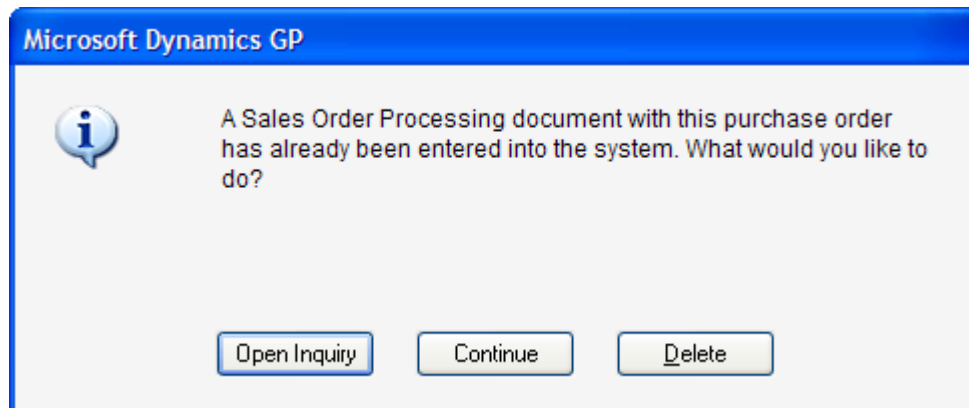 Microsoft Dynamics GP
A Sales Order Processing document with this purchase order
has already been entered into the system. What would you like to
do?
Open Inquiry
Continue
Delete